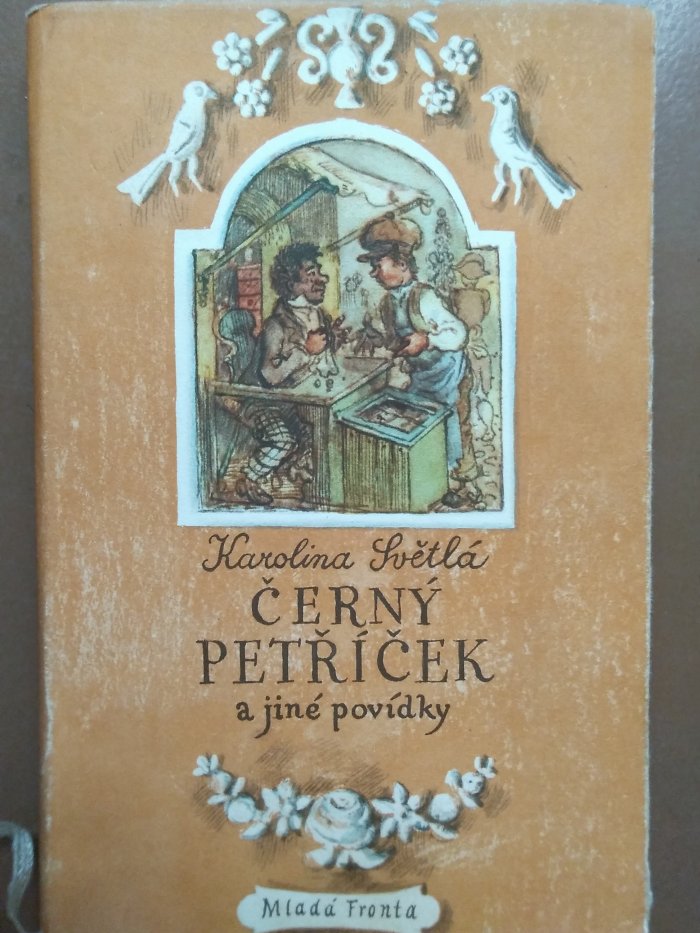 Karolina Světlá
ČERNÝ
PETŘÍČEK
a jiné povídky
Mladá Fronta